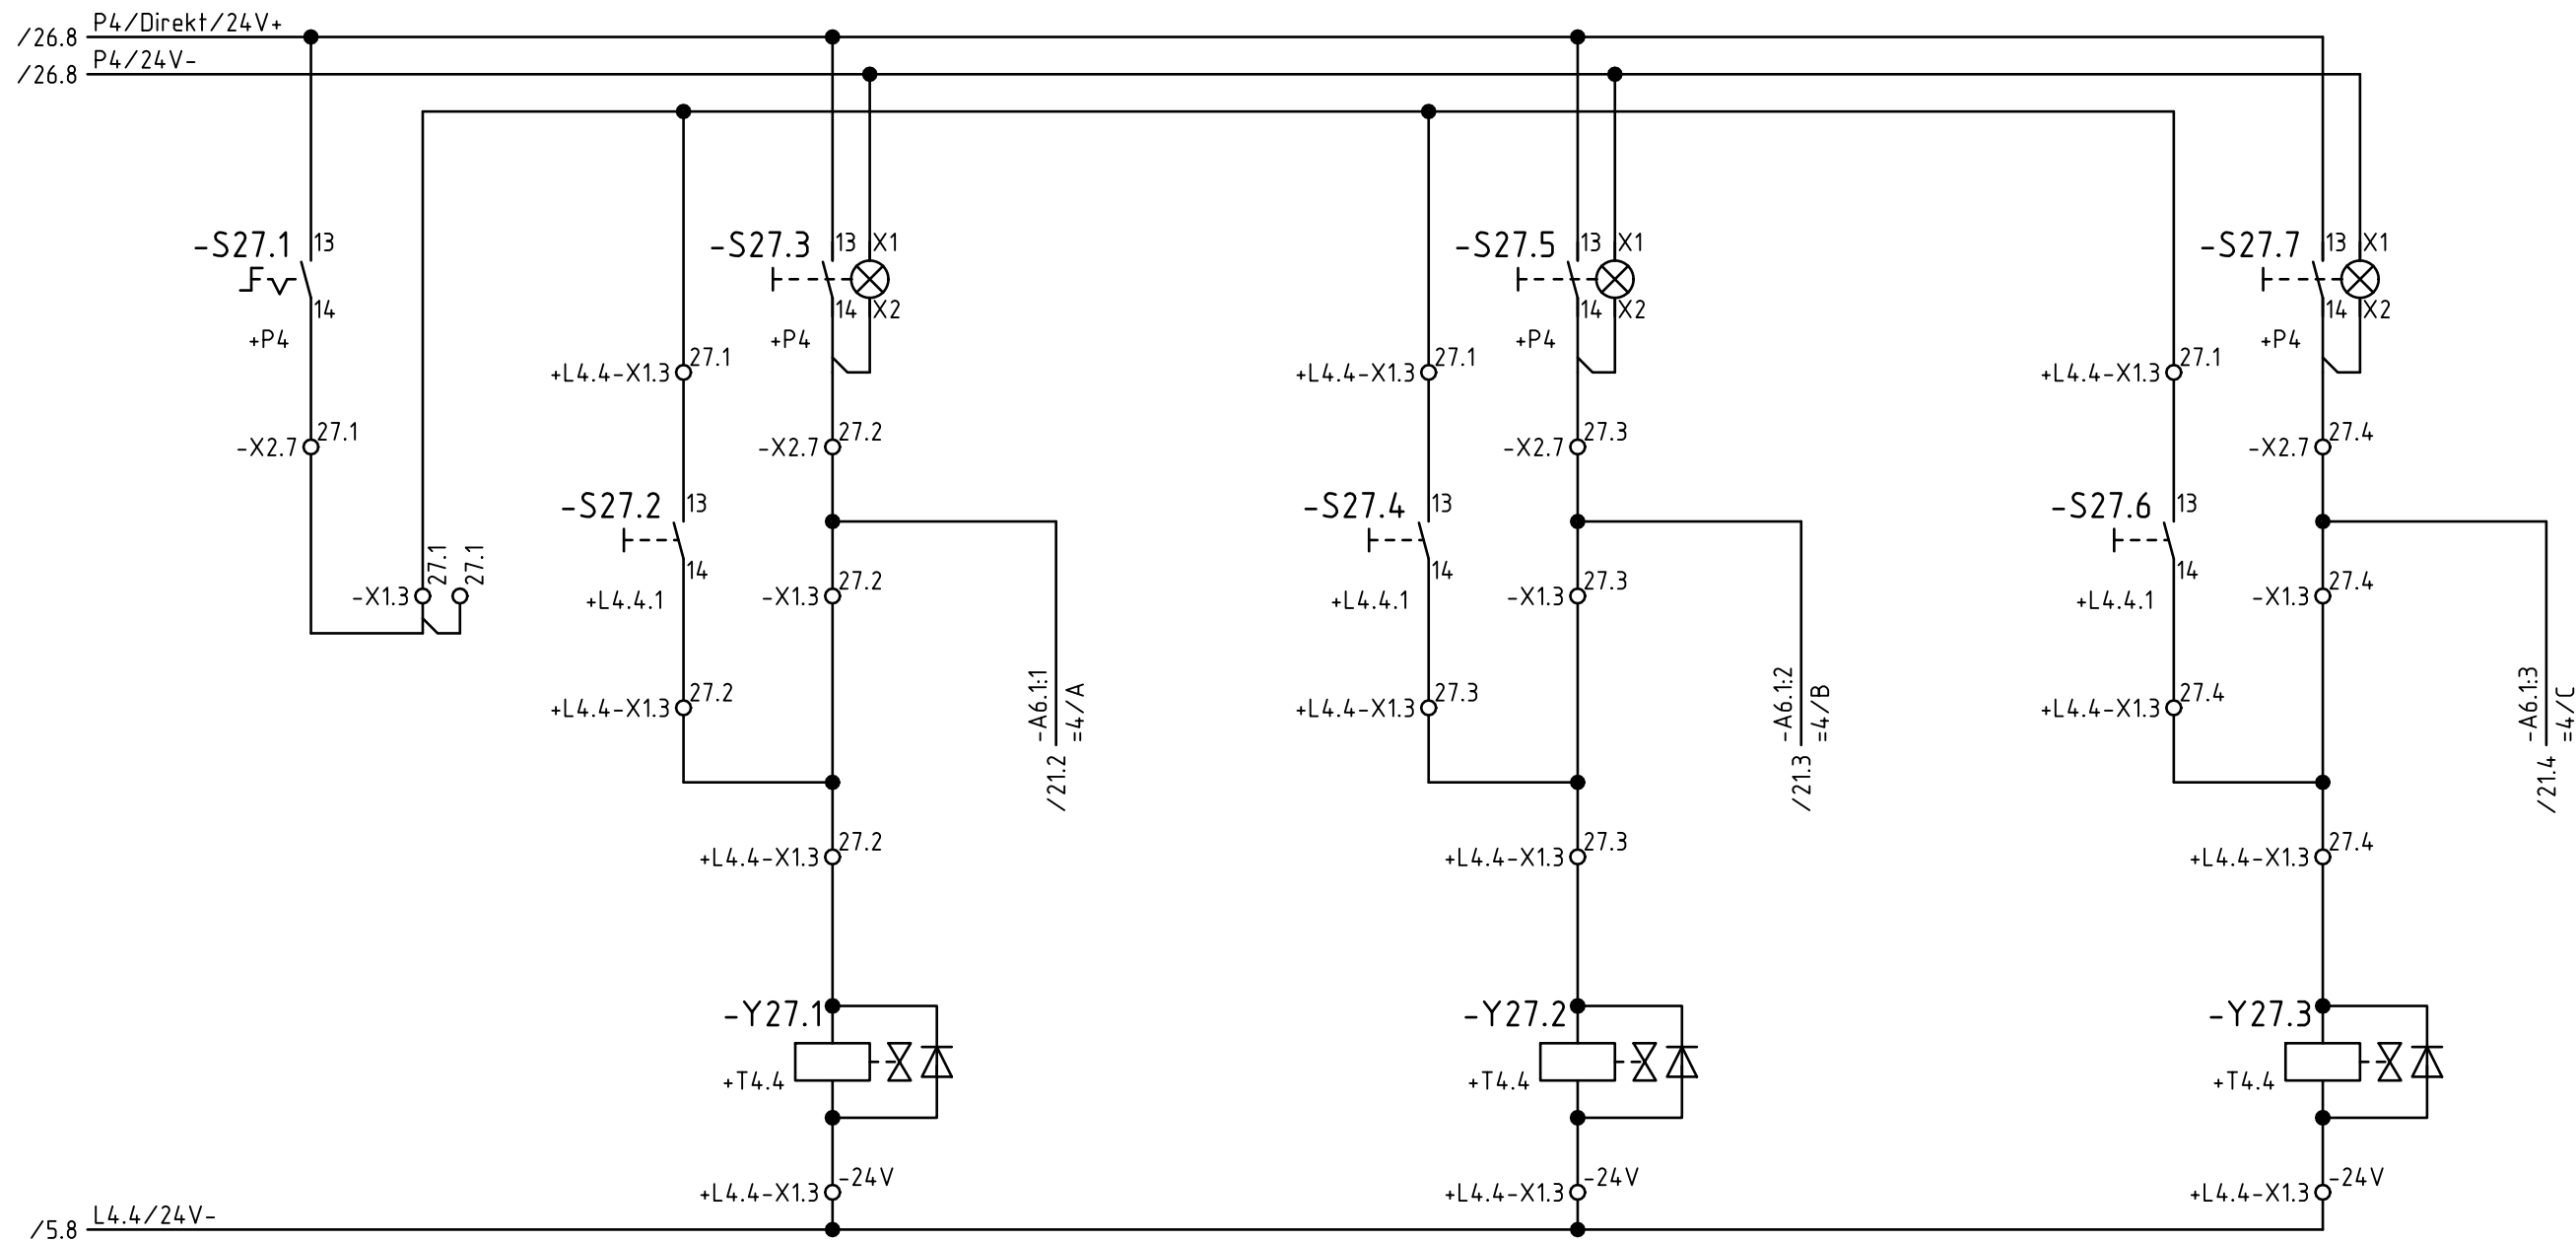 P4/Direkt/24V+
/26.8
P4/24V-
/26.8
-S27.1
13
14
+P4
-S27.3
13
X1
14
X2
+P4
-S27.5
13
X1
14
X2
+P4
-S27.7
13
X1
14
X2
+P4
+L4.4-X1.3
27.1
+L4.4-X1.3
27.1
+L4.4-X1.3
27.1
-X2.7
27.1
-X2.7
27.2
-X2.7
27.3
-X2.7
27.4
-S27.2
13
14
+L4.4.1
-S27.4
13
14
+L4.4.1
-S27.6
13
14
+L4.4.1
-X1.3
27.1
27.1
-X1.3
27.2
-X1.3
27.3
-X1.3
27.4
+L4.4-X1.3
27.2
-A6.1:1
=4/A
/21.2
+L4.4-X1.3
27.3
-A6.1:2
=4/B
/21.3
+L4.4-X1.3
27.4
-A6.1:3
=4/C
/21.4
+L4.4-X1.3
27.2
+L4.4-X1.3
27.3
+L4.4-X1.3
27.4
-Y27.1
+T4.4
-Y27.2
+T4.4
-Y27.3
+T4.4
+L4.4-X1.3
-24V
+L4.4-X1.3
-24V
+L4.4-X1.3
-24V
L4.4/24V-
/5.8